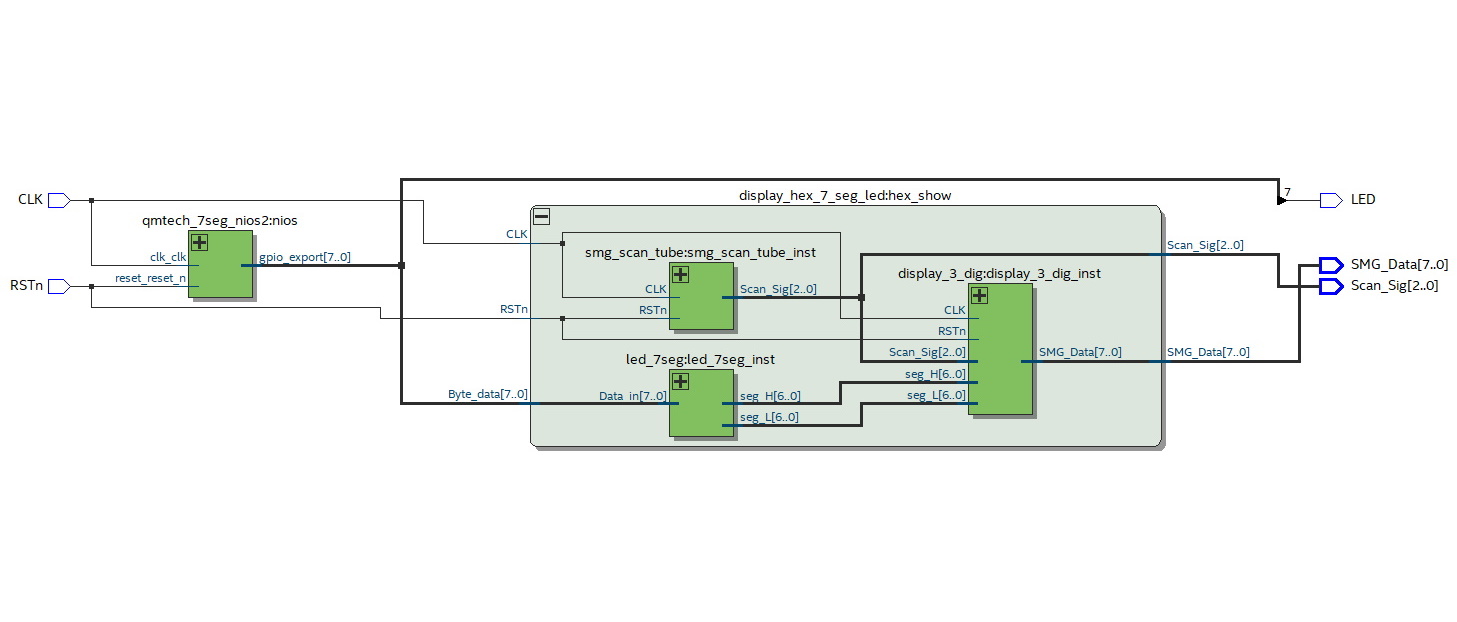 display_hex_7_seg_led:hex_show
7
CLK
LED
qmtech_7seg_nios2:nios
CLK
Scan_Sig[2..0]
smg_scan_tube:smg_scan_tube_inst
clk_clk
gpio_export[7..0]
SMG_Data[7..0]
display_3_dig:display_3_dig_inst
reset_reset_n
RSTn
CLK
Scan_Sig[2..0]
Scan_Sig[2..0]
RSTn
RSTn
CLK
RSTn
Scan_Sig[2..0]
SMG_Data[7..0]
SMG_Data[7..0]
led_7seg:led_7seg_inst
seg_H[6..0]
Byte_data[7..0]
Data_in[7..0]
seg_H[6..0]
seg_L[6..0]
seg_L[6..0]